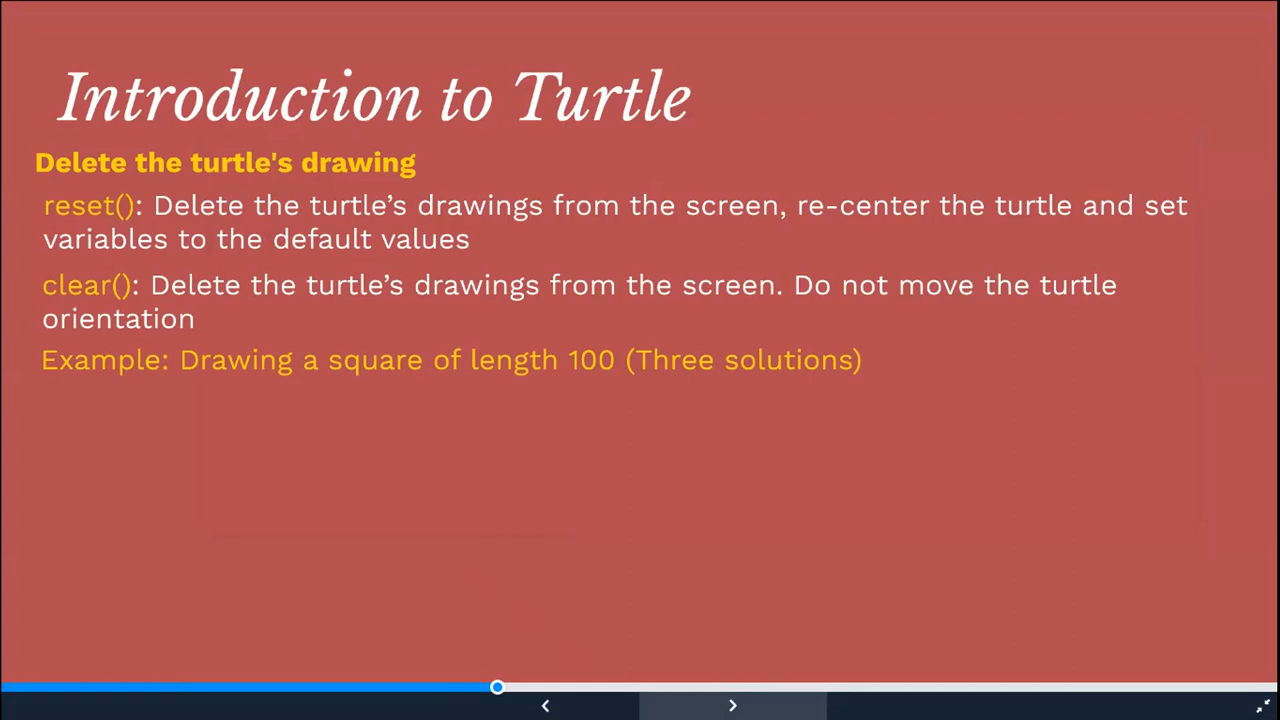 Introduction to Turtle
Delete the turtle's drawing
reset(): Delete the turtle’s drawings from the screen, re-center the turtle and set
variables to the default values
clear(): Delete the turtle’s drawings from the screen. Do not move the turtle
orientation
Example: Drawing a square of length 100 (Three solutions)